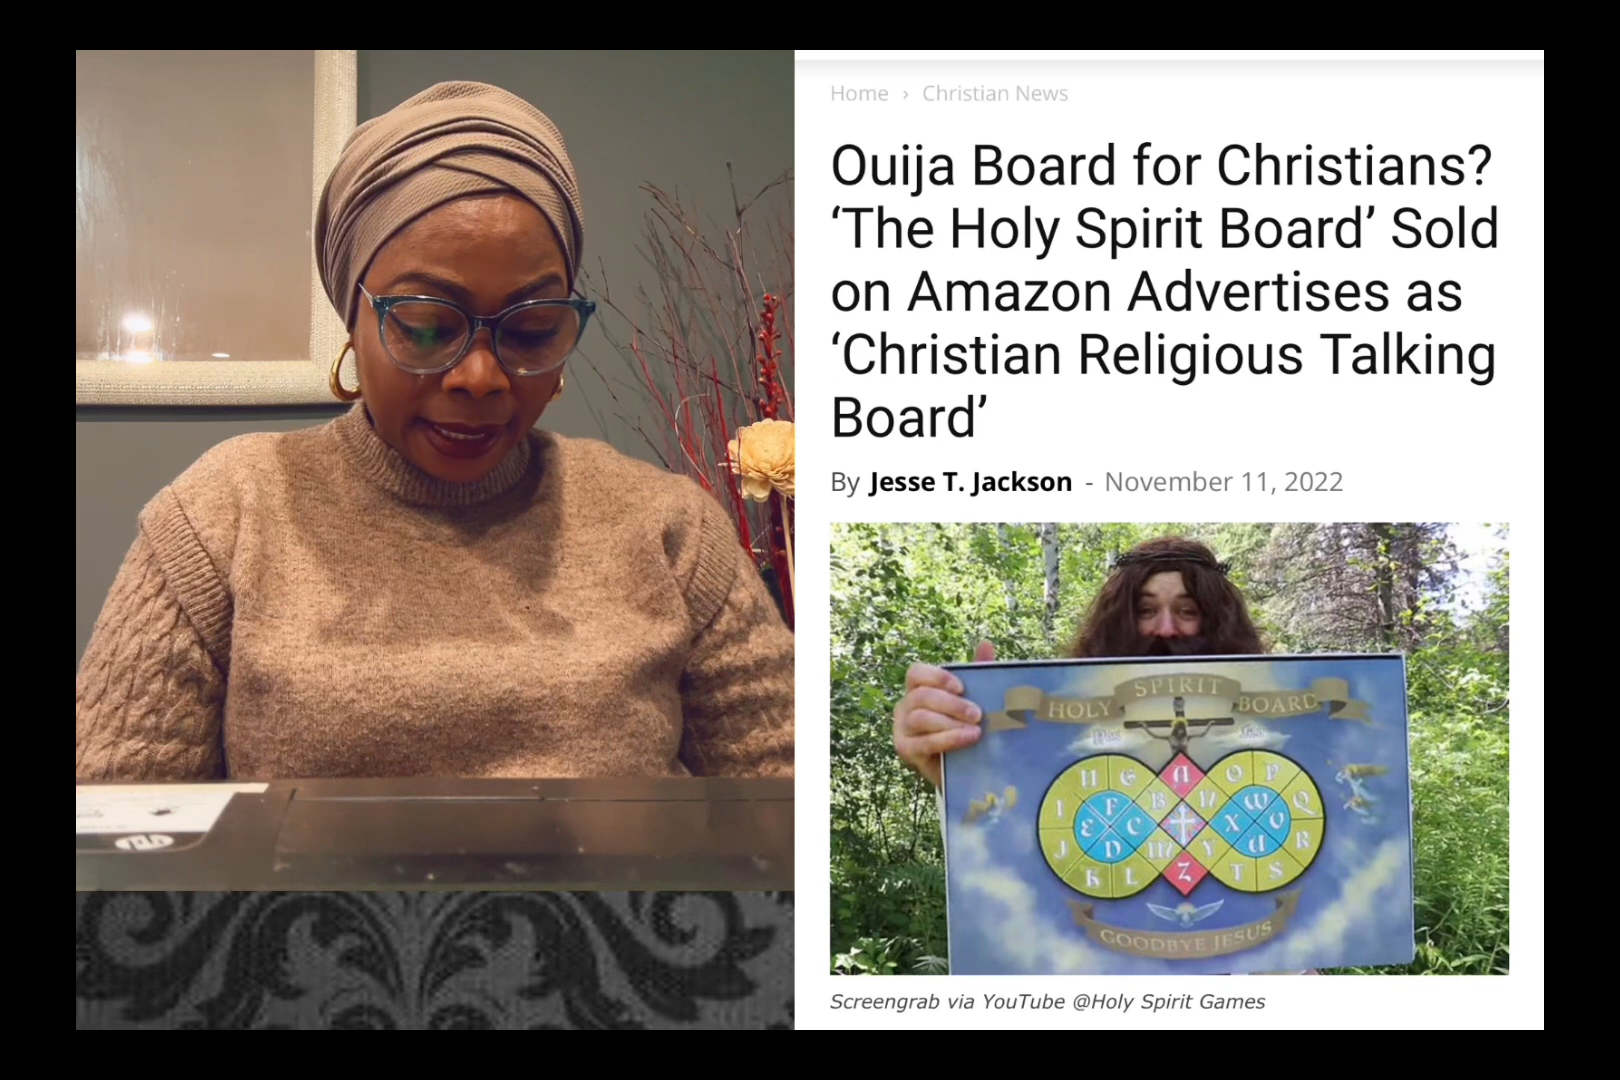 Home › Christian News
Ouija Board for Christians?
‘The Holy Spirit Board’ Sold
on Amazon Advertises as
‘Christian Religious Talking
Board’
By Jesse T. Jackson - November 11, 2022
HOLY SPIRIT BOARD
N G A O P
I F B N W Q
E C X V
J D M Y U R
K L Z T S
GOODBYE JESUS
Screengrab via YouTube @Holy Spirit Games
hp